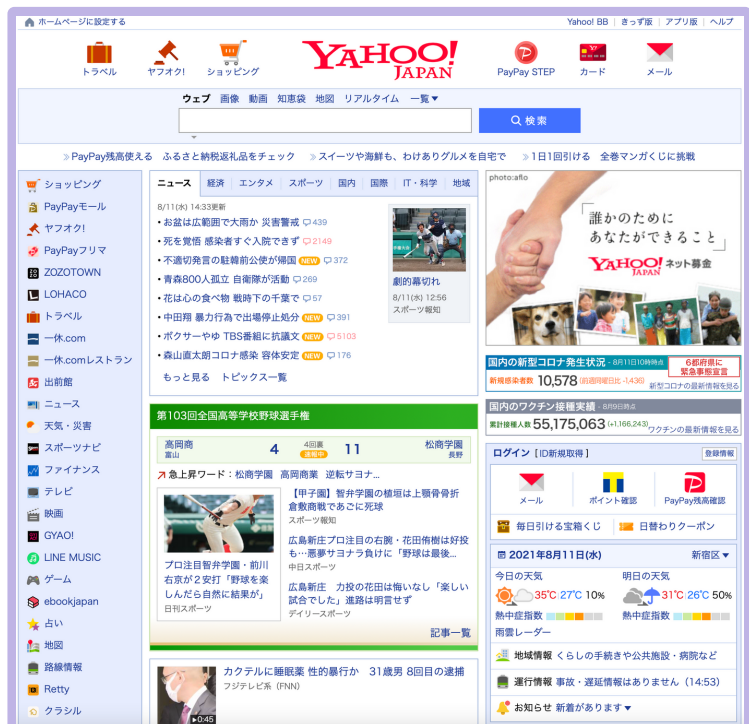 ホームページに設定する
Yahoo! BB | きっず版 | アプリ版 | ヘルプ
トラベル
ヤフオク!
ショッピング
YAHOO!
JAPAN
PayPay STEP
カード
メール
ウェブ 画像 動画 知恵袋 地図 リアルタイム 一覧▼
検索
PayPay残高使える ふるさと納税返礼品をチェック
スイーツや海鮮も、わけありグルメを自宅で
1日1回引ける 全巻マンガくじに挑戦
ショッピング
PayPayモール
ヤフオク!
PayPayフリマ
ZOZOTOWN
LOHACO
トラベル
一休.com
一休.comレストラン
出前館
ニュース
天気・災害
スポーツナビ
ファイナンス
テレビ
映画
GYAO!
LINE MUSIC
ゲーム
ebookjapan
占い
地図
路線情報
Retty
クラシル
ニュース 経済 エンタメ スポーツ 国内 国際 IT・科学 地域
8/11(水) 14:33更新
・お盆は広範囲で大雨か 災害警戒 439
・死を覚悟 感染者すぐ入院できず 2149
・不適切発言の駐韓前公使が帰国 NEW 372
・青森800人孤立 自衛隊が活動 269
・花は心の食べ物 戦時下の千葉で 57
・中田翔 暴力行為で出場停止処分 NEW 391
・ボクサーやゆ TBS番組に抗議文 NEW 5103
・森山直太朗コロナ感染 容体安定 NEW 176
もっと見る トピックス一覧
劇的幕切れ
8/11(水) 12:56
スポーツ報知
第103回全国高等学校野球選手権
高岡商
富山
4
4回裏
速報中
11
松商学園
長野
急上昇ワード：松商学園 高岡商業 逆転サヨナ...
プロ注目智弁学園・前川
右京が2安打「野球を楽
しんだら自然に結果が」
日刊スポーツ
【甲子園】智弁学園の植垣は上顎骨骨折
倉敷商戦であごに死球
スポーツ報知
広島新庄プロ注目の右腕・花田侑樹は好投
も…悪夢サヨナラ負けに「野球は最後...
中日スポーツ
広島新庄 力投の花田は悔いなし「楽しい
試合でした」進路は明言せず
デイリースポーツ
記事一覧
0:45
カクテルに睡眠薬 性的暴行か 31歳男 8回目の逮捕
フジテレビ系（FNN）
photo:aflo
誰かのために
あなたができること
YAHOO! JAPAN ネット募金
国内の新型コロナ発生状況 - 8月11日10時時点
6都府県に
緊急事態宣言
新規感染者数 10,578 (前週同曜日比 -1,436)
新型コロナの最新情報を見る
国内のワクチン接種実績 - 8月9日時点
累計接種人数 55,175,063 (+1,166,243)
ワクチンの最新情報を見る
ログイン [ID新規取得]
登録情報
メール
ポイント確認
PayPay残高確認
毎日引ける宝箱くじ
日替わりクーポン
2021年8月11日(水)
新宿区▼
今日の天気
35℃ 27℃ 10%
熱中症指数
明日の天気
31℃ 26℃ 50%
熱中症指数
雨雲レーダー
地域情報 くらしの手続きや公共施設・病院など
運行情報 事故・遅延情報はありません (14:53)
お知らせ 新着があります▼